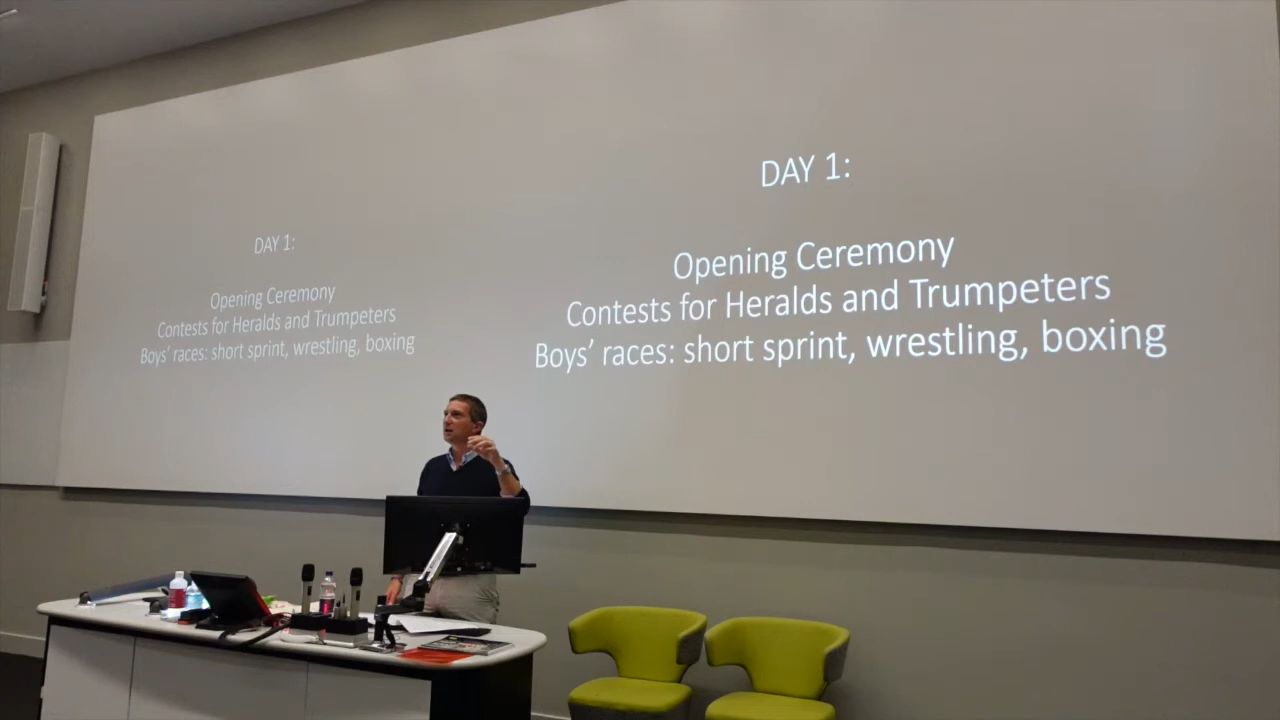 DAY 1:
Opening Ceremony
Contests for Heralds and Trumpeters
Boys' races: short sprint, wrestling, boxing
DAY 1:
Opening Ceremony
Contests for Heralds and Trumpeters
Boys' races: short sprint, wrestling, boxing